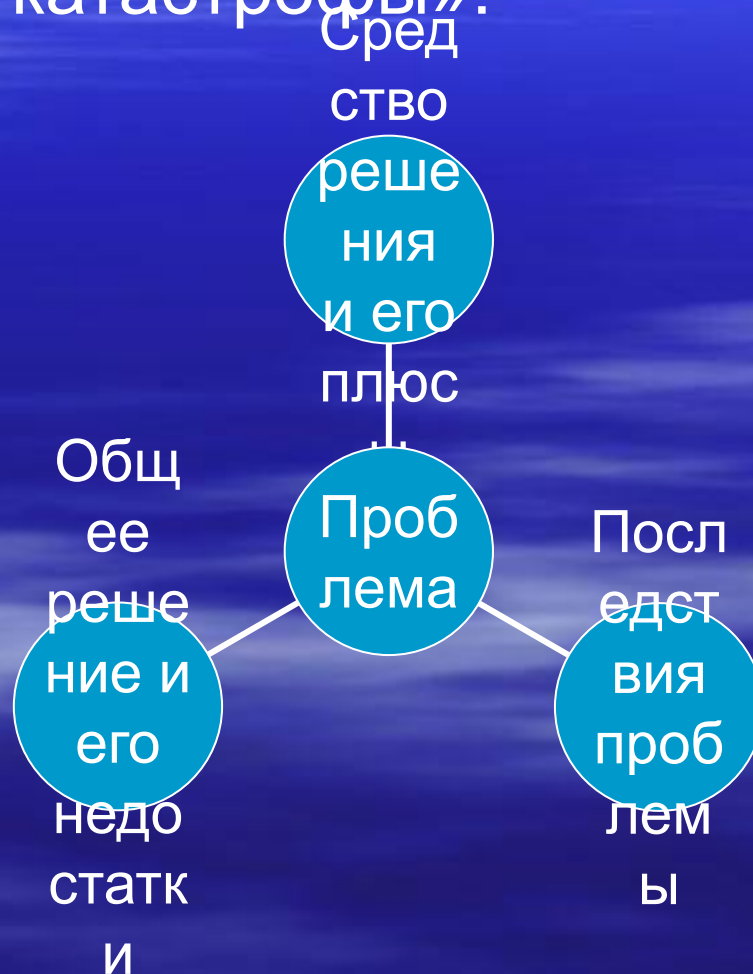 катастрофы».
Сред
ство
реше
ния
и его
плюс
ы
Проб
лема
Общ
ее
реше
ние и
его
недо
статк
и
Посл
едст
вия
проб
лем
ы